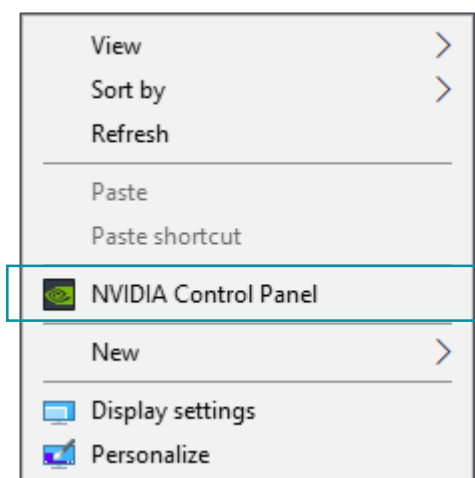 View
Sort by
Refresh
Paste
Paste shortcut
NVIDIA Control Panel
New
Display settings
Personalize